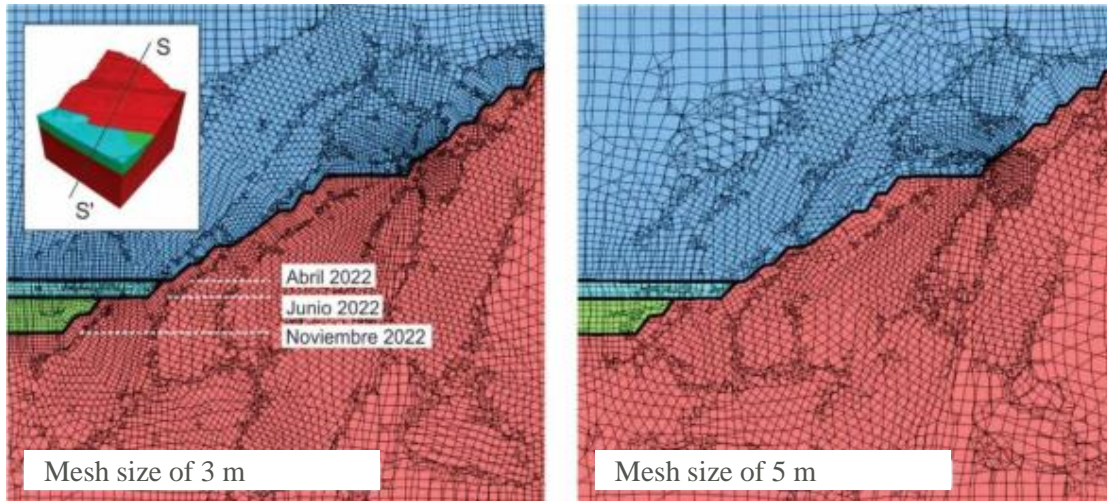 S
S'
Abril 2022
Junio 2022
Noviembre 2022
Mesh size of 3 m
Mesh size of 5 m